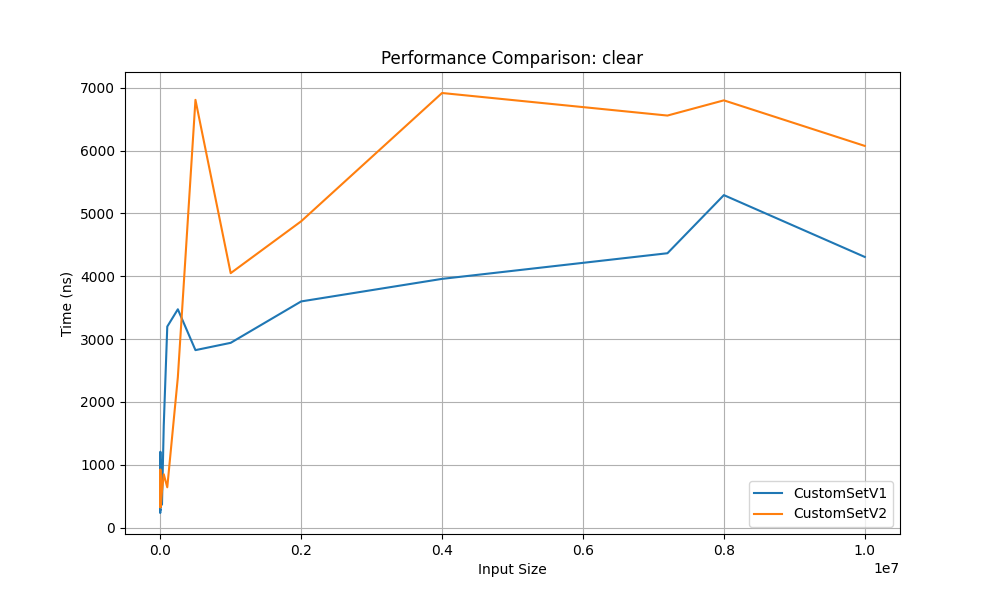 Performance Comparison: clear
Time (ns)
7000
6000
5000
4000
3000
2000
1000
0
CustomSetV1
CustomSetV2
0.0 0.2 0.4 0.6 0.8 1.0
1e7
Input Size